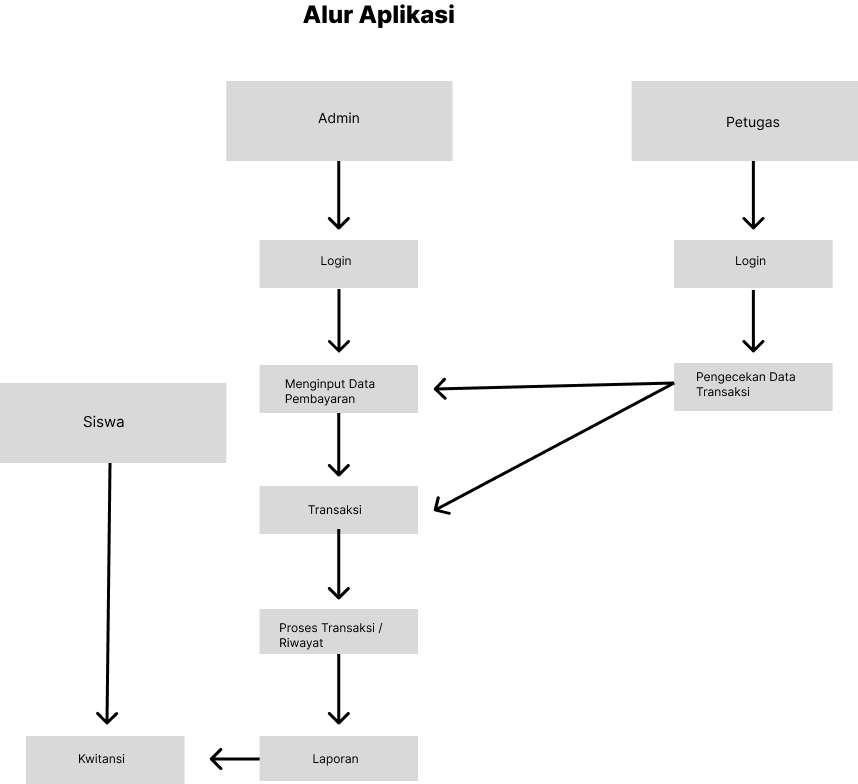 Alur Aplikasi
Admin
Petugas
Login
Login
Menginput Data
Pembayaran
Pengecekan Data
Transaksi
Siswa
Transaksi
Proses Transaksi /
Riwayat
Kwitansi
Laporan